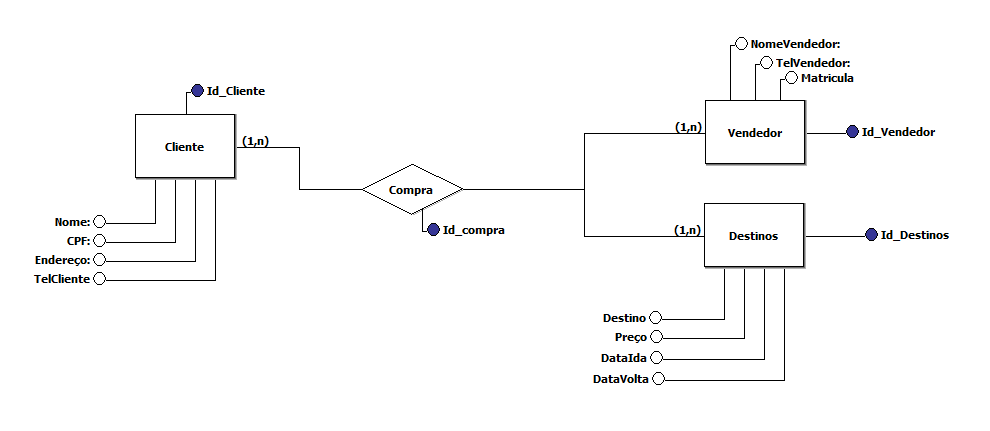 NomeVendedor:
TelVendedor:
Matricula
Id_Cliente
Cliente
(1,n)
(1,n)
Vendedor
Id_Vendedor
Compra
Id_compra
Nome:
CPF:
Endereço:
TelCliente
(1,n)
Destinos
Id_Destinos
Destino
Preço
DataIda
DataVolta